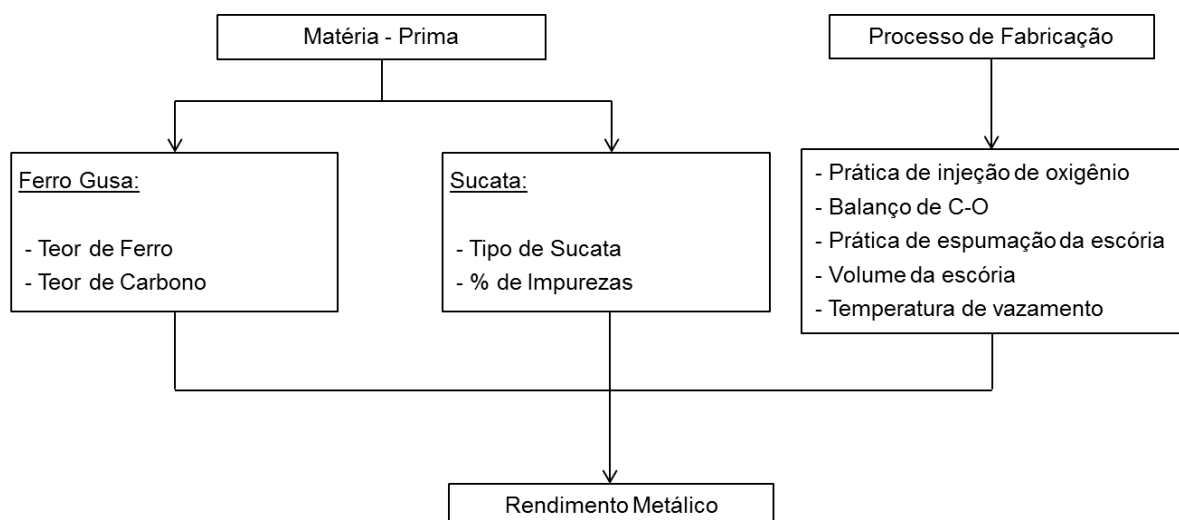 Matéria - Prima
Processo de Fabricação
Ferro Gusa:
- Teor de Ferro
- Teor de Carbono
Sucata:
- Tipo de Sucata
- % de Impurezas
- Prática de injeção de oxigênio
- Balanço de C-O
- Prática de espumação da escória
- Volume da escória
- Temperatura de vazamento
Rendimento Metálico